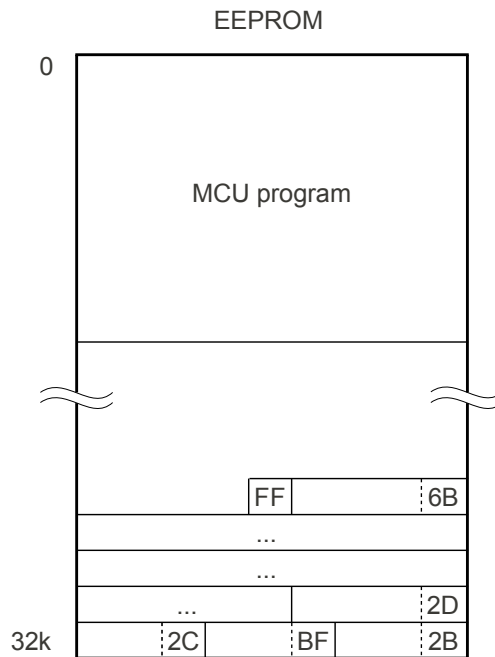 EEPROM
0
MCU program
FF 6B
...
...
... 2D
32k 2C BF 2B